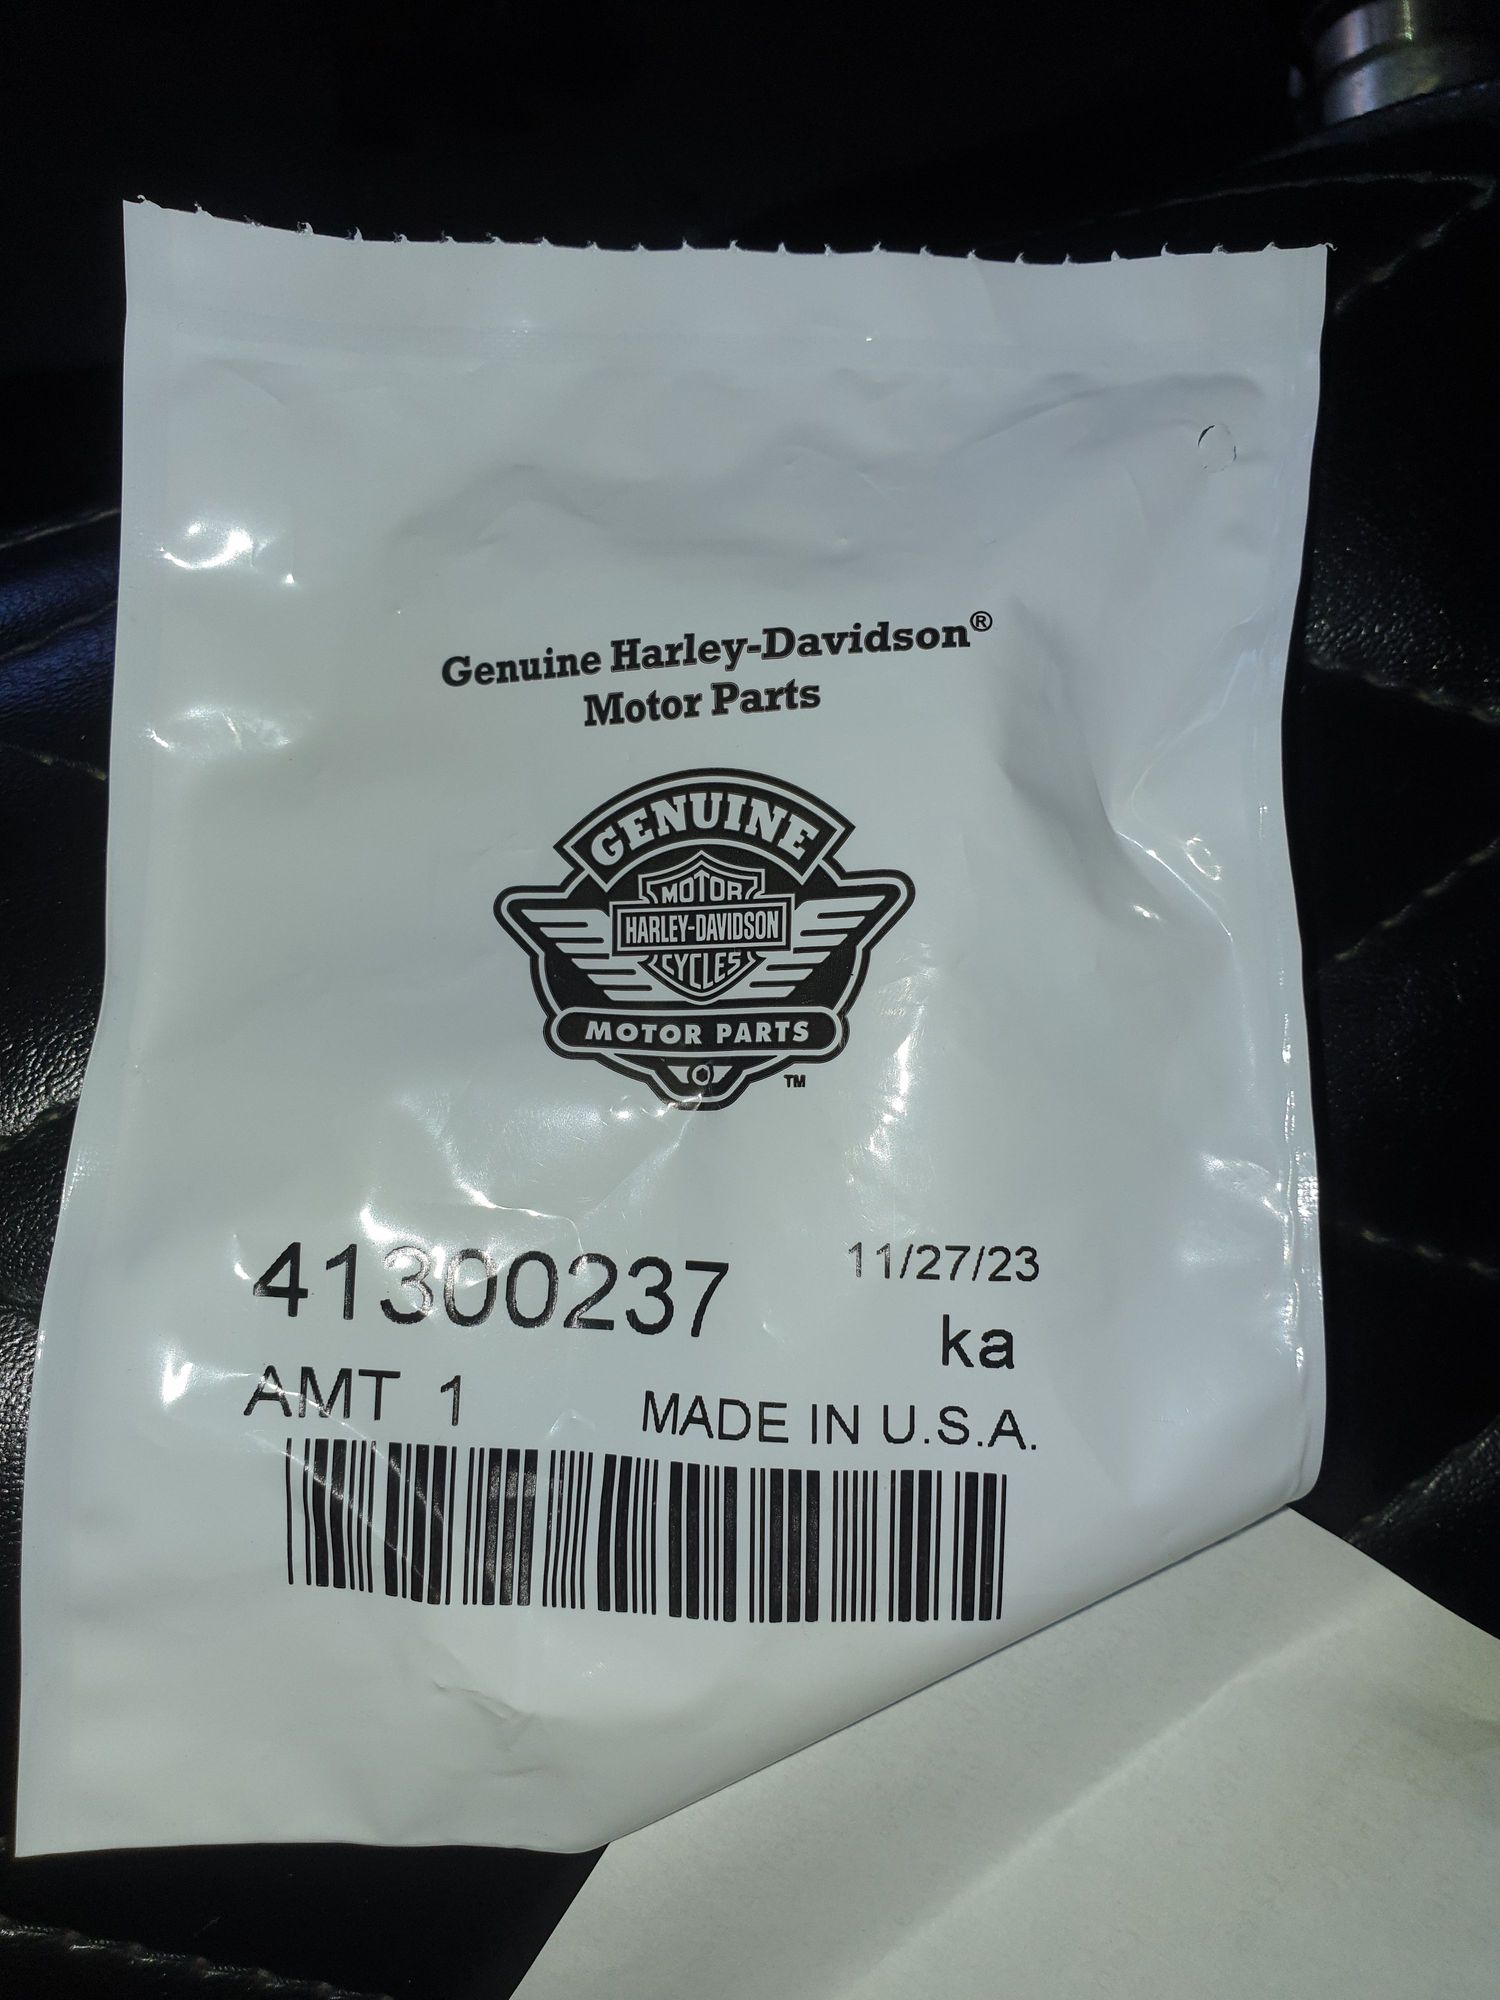 Genuine Harley-Davidson®
Motor Parts
GENUINE
MOTOR
HARLEY-DAVIDSON
CYCLES
MOTOR PARTS
TM
41300237
11/27/23
ka
AMT 1
MADE IN U.S.A.